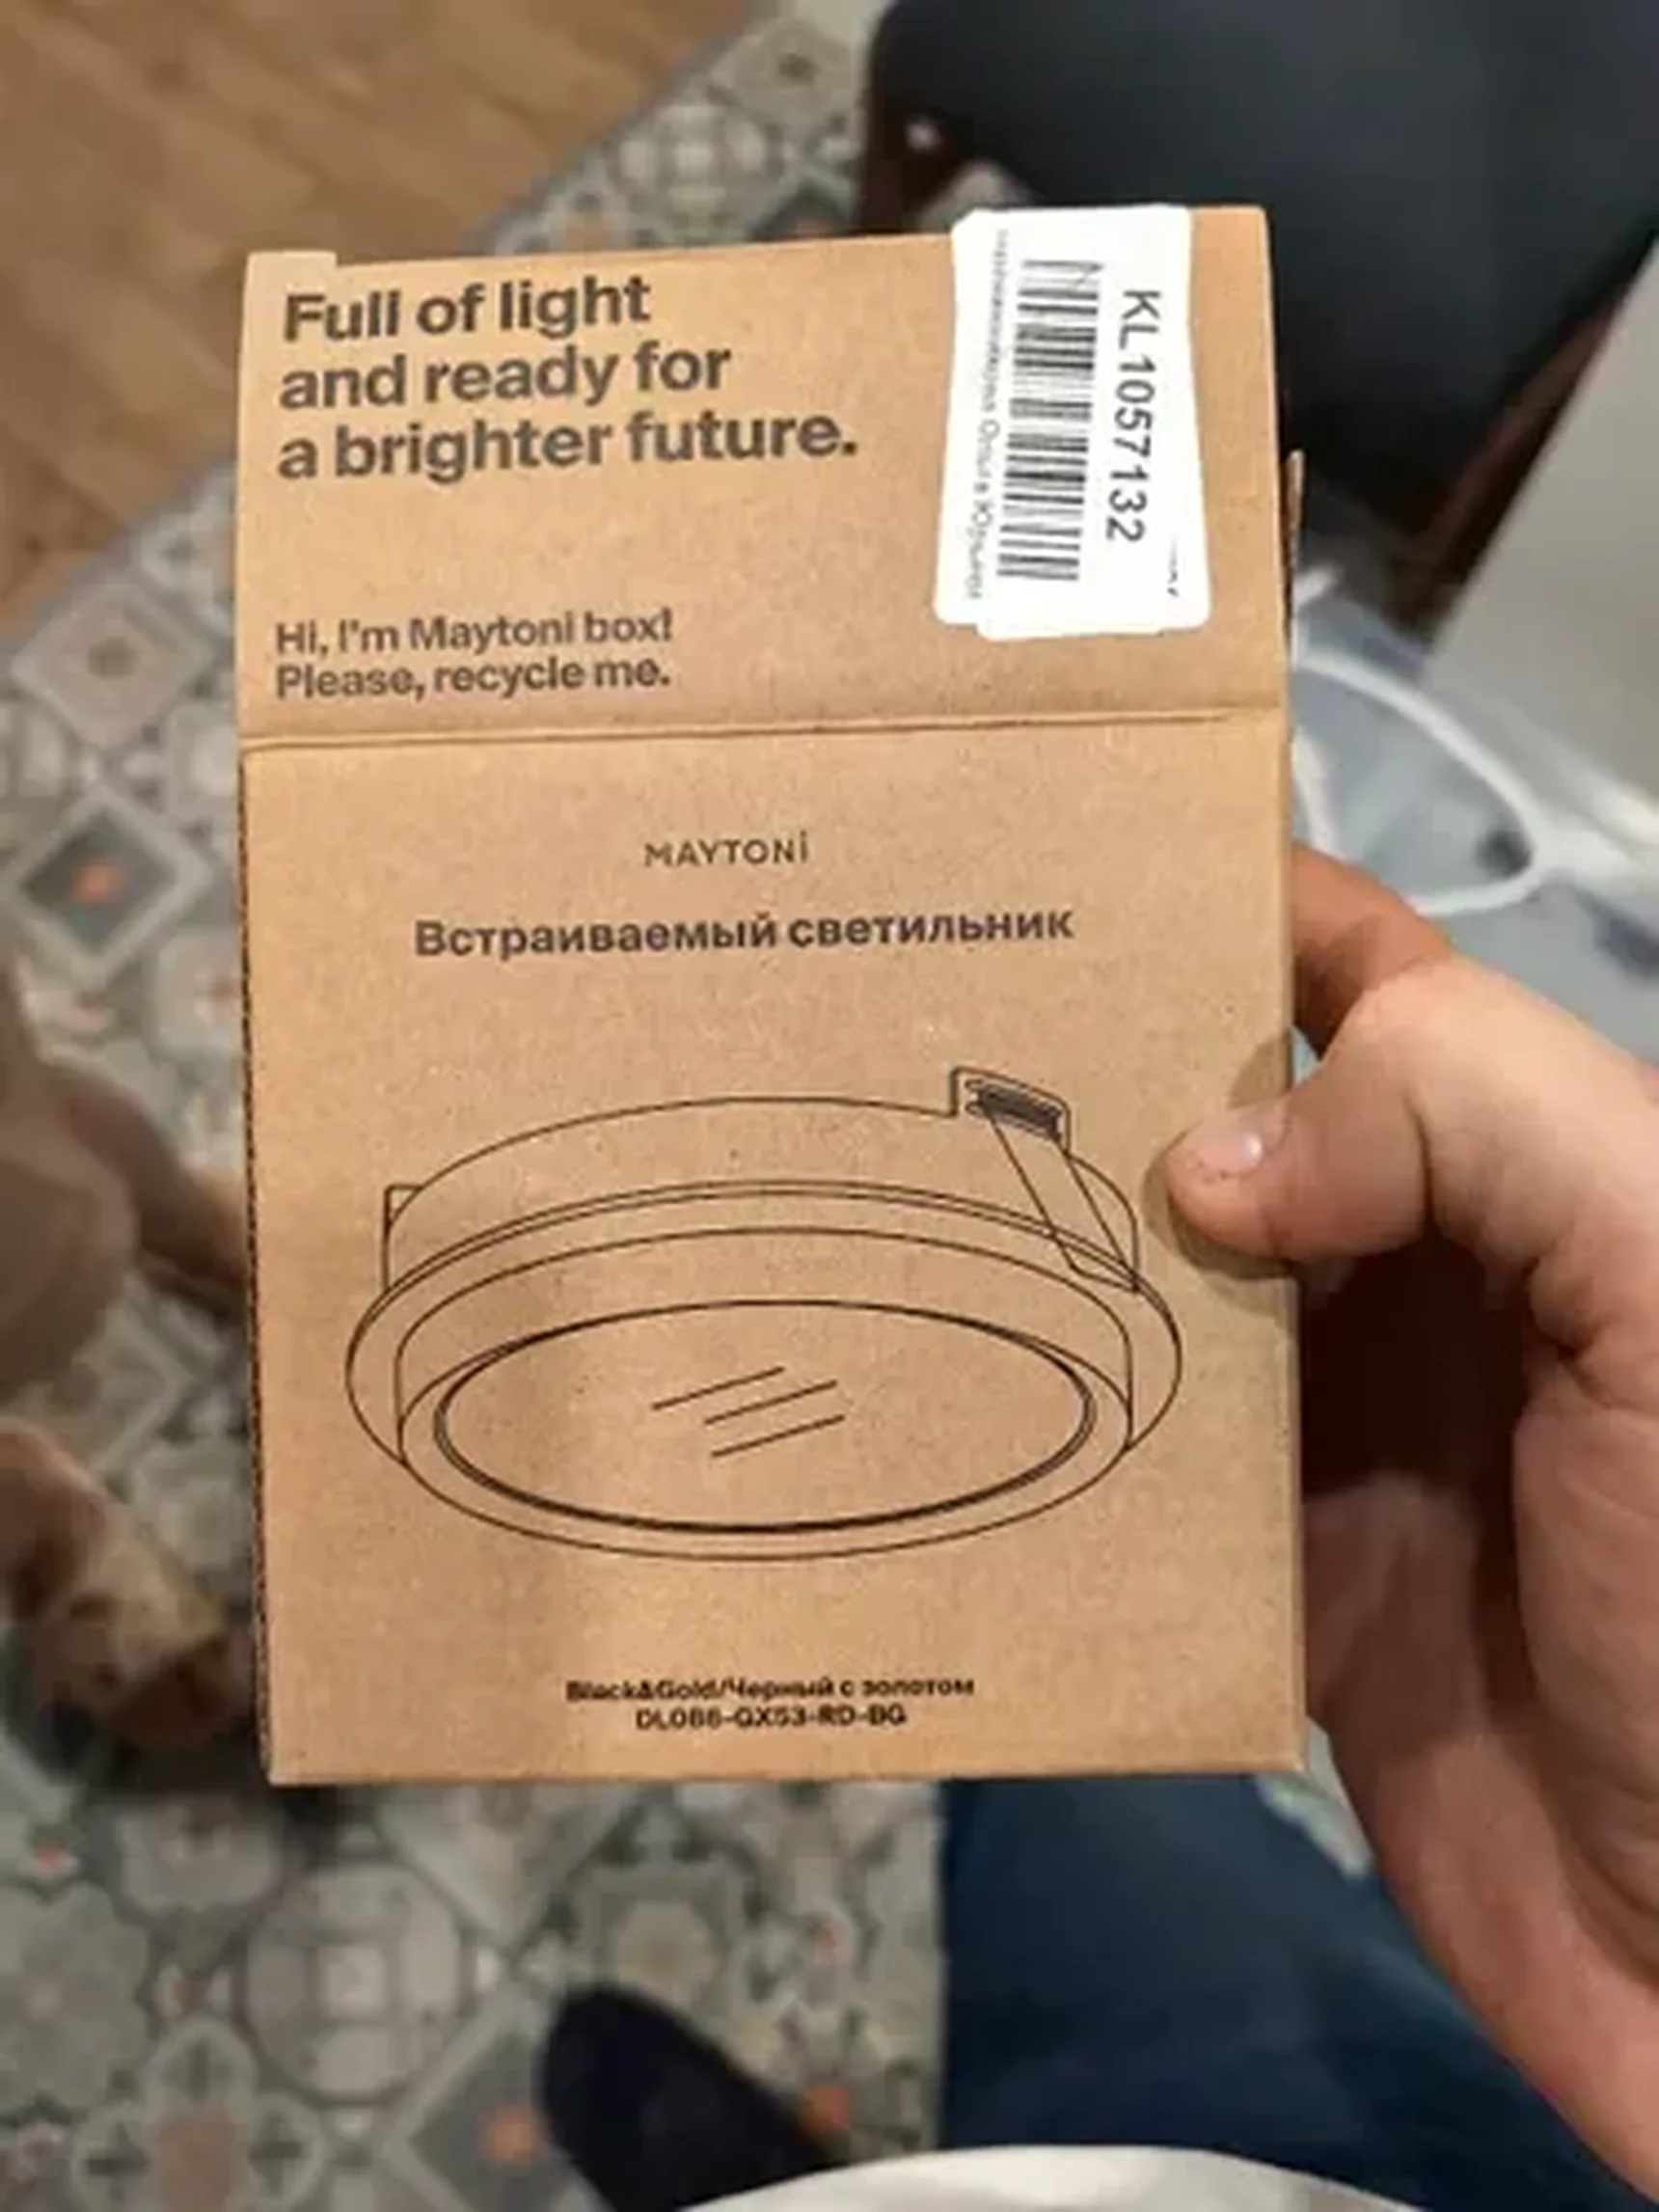 Full of light
and ready for
a brighter future.
KL1057132
Hi, I'm Maytoni box!
Please, recycle me.
MAYTONi
Встраиваемый светильник
Black&Gold/Черный с золотом
DL086-GX53-RD-BG